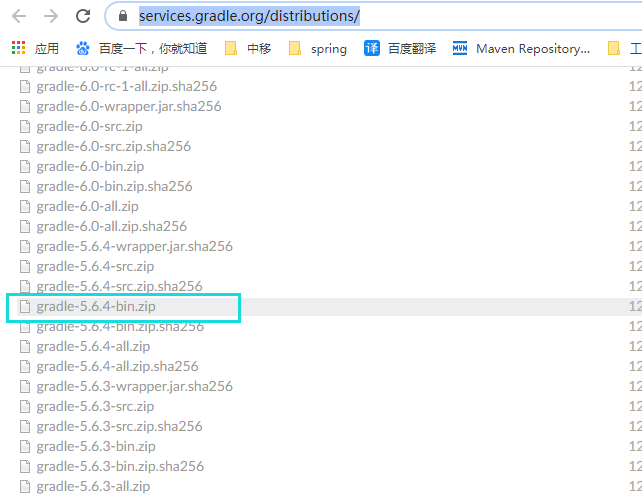 services.gradle.org/distributions/
应用 百度一下，你就知道 中移 spring 译 百度翻译 MVN Maven Repository... 工
gradle-6.0-rc-1-all.zip 12
gradle-6.0-rc-1-all.zip.sha256 12
gradle-6.0-wrapper.jar.sha256 12
gradle-6.0-src.zip 12
gradle-6.0-src.zip.sha256 12
gradle-6.0-bin.zip 12
gradle-6.0-bin.zip.sha256 12
gradle-6.0-all.zip 12
gradle-6.0-all.zip.sha256 12
gradle-5.6.4-wrapper.jar.sha256 12
gradle-5.6.4-src.zip 12
gradle-5.6.4-src.zip.sha256 12
gradle-5.6.4-bin.zip 12
gradle-5.6.4-bin.zip.sha256 12
gradle-5.6.4-all.zip 12
gradle-5.6.4-all.zip.sha256 12
gradle-5.6.3-wrapper.jar.sha256 12
gradle-5.6.3-src.zip 12
gradle-5.6.3-src.zip.sha256 12
gradle-5.6.3-bin.zip 12
gradle-5.6.3-bin.zip.sha256 12
gradle-5.6.3-all.zip 12